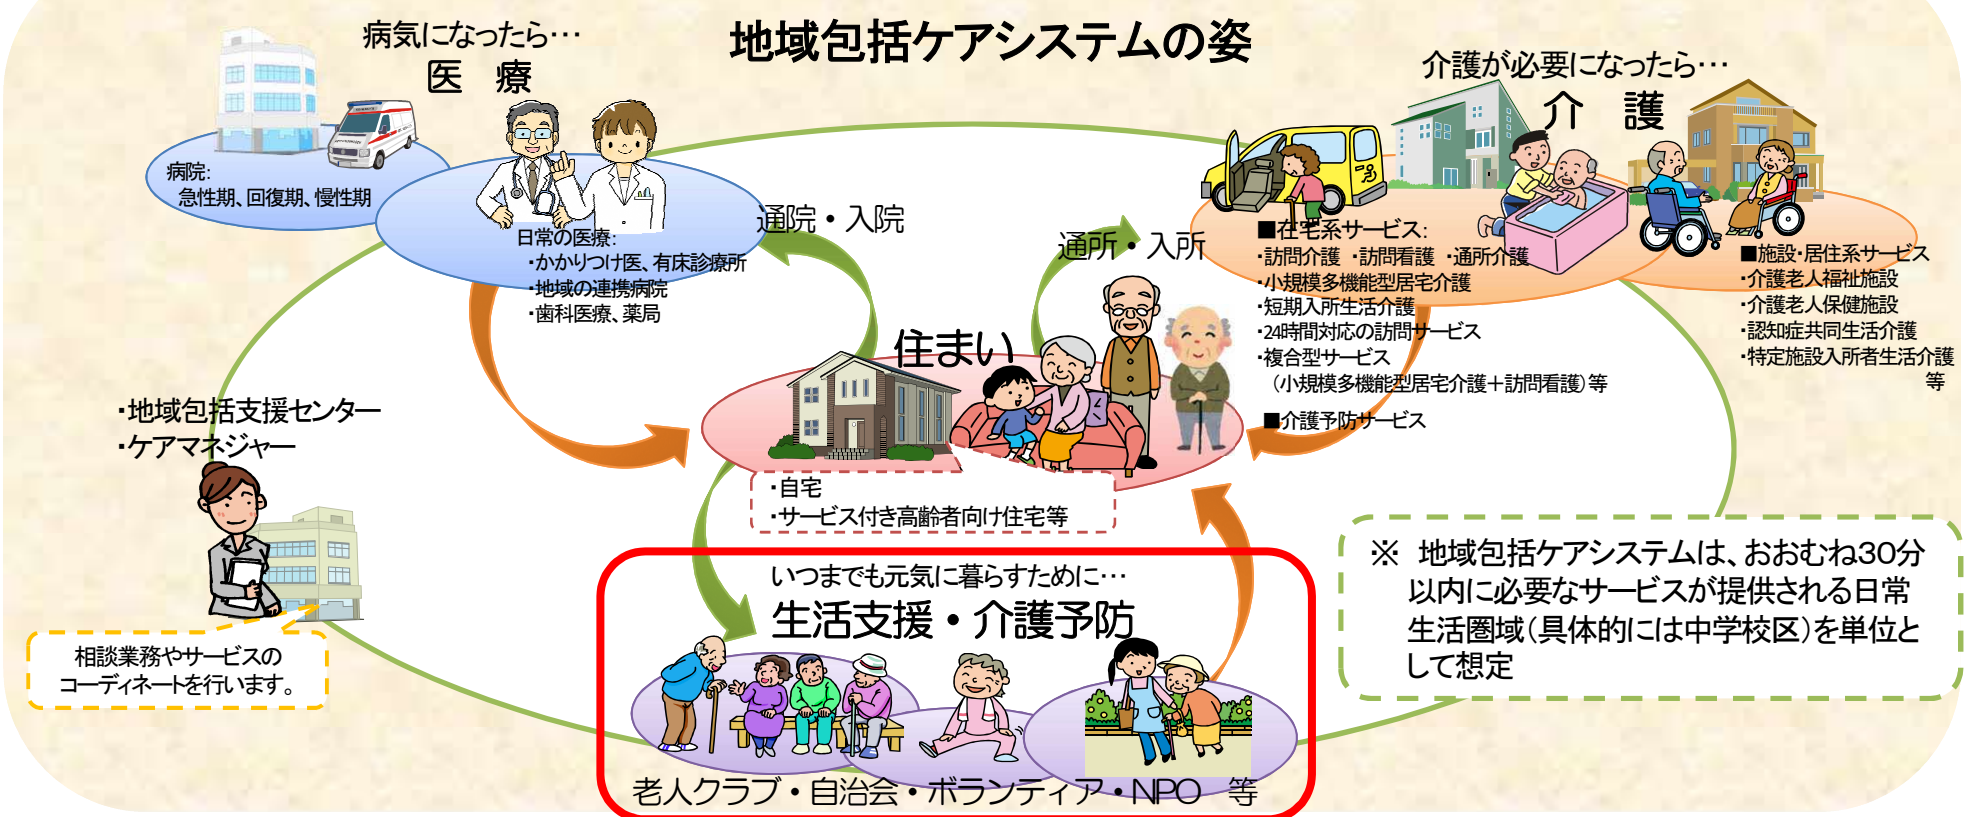 地域包括ケアシステムの姿
病気になったら…
医 療
病院:
急性期、回復期、慢性期
日常の医療:
・かかりつけ医、有床診療所
・地域の連携病院
・歯科医療、薬局
通院・入院
通所・入所
介護が必要になったら…
介 護
■在宅系サービス:
・訪問介護 ・訪問看護 ・通所介護
・小規模多機能型居宅介護
・短期入所生活介護
・24時間対応の訪問サービス
・複合型サービス
(小規模多機能型居宅介護+訪問看護)等
■介護予防サービス
■施設・居住系サービス
・介護老人福祉施設
・介護老人保健施設
・認知症共同生活介護
・特定施設入所者生活介護
等
住まい
・自宅
・サービス付き高齢者向け住宅等
・地域包括支援センター
・ケアマネジャー
相談業務やサービスの
コーディネートを行います。
いつまでも元気に暮らすために…
生活支援・介護予防
老人クラブ・自治会・ボランティア・NPO 等
※ 地域包括ケアシステムは、おおむね30分
以内に必要なサービスが提供される日常
生活圏域(具体的には中学校区)を単位と
して想定